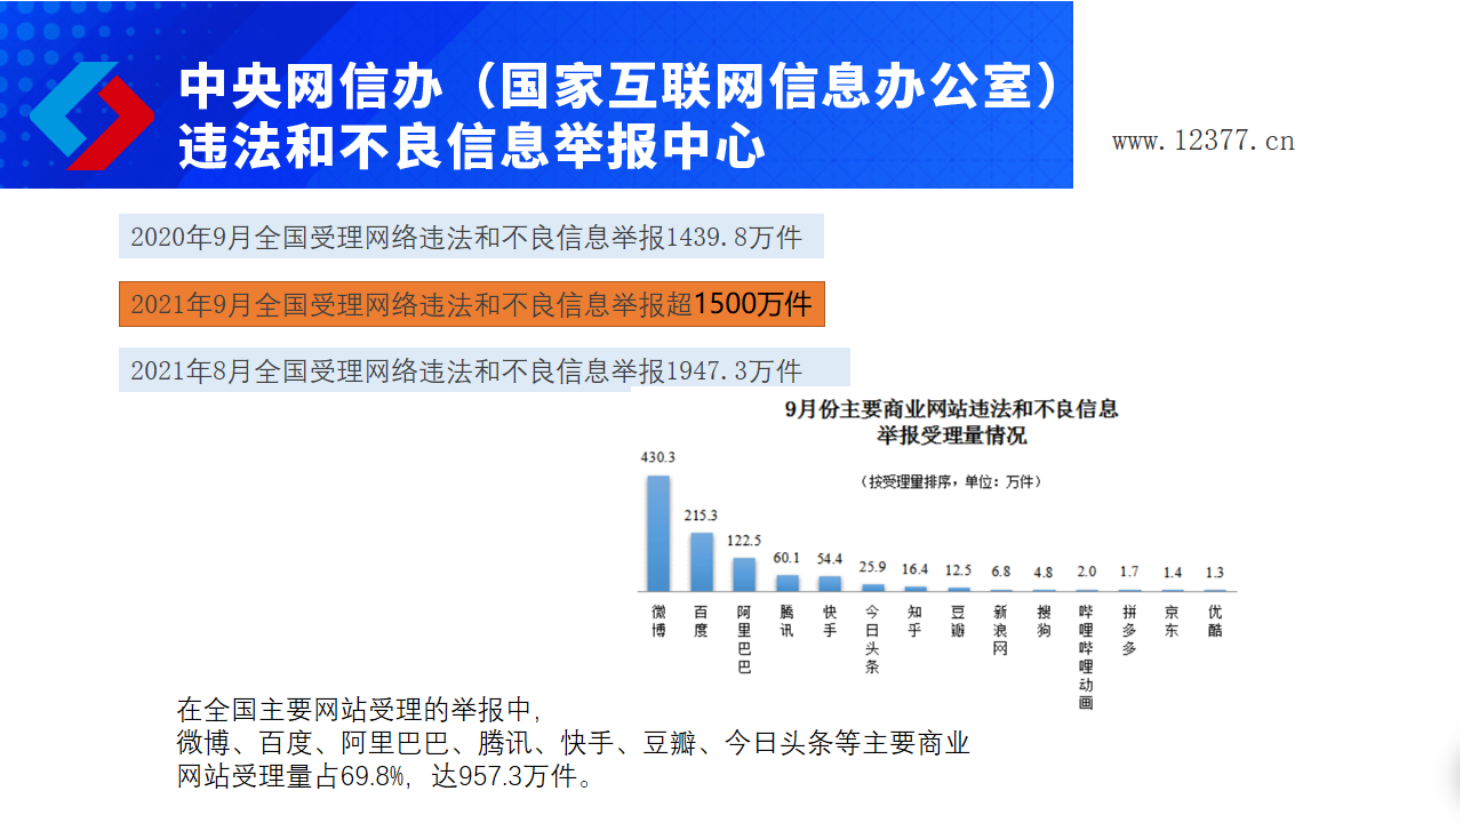 中央网信办（国家互联网信息办公室）
违法和不良信息举报中心
www.12377.cn
2020年9月全国受理网络违法和不良信息举报1439.8万件
2021年9月全国受理网络违法和不良信息举报超1500万件
2021年8月全国受理网络违法和不良信息举报1947.3万件
9月份主要商业网站违法和不良信息
举报受理量情况
（按受理量排序，单位：万件）
430.3
215.3
122.5
60.1
54.4
25.9
16.4
12.5
6.8
4.8
2.0
1.7
1.4
1.3
微博
百度
阿里巴巴
腾讯
快手
今日头条
知乎
豆瓣
新浪网
搜狗
哔哩哔哩动画
拼多多
京东
优酷
在全国主要网站受理的举报中，
微博、百度、阿里巴巴、腾讯、快手、豆瓣、今日头条等主要商业
网站受理量占69.8%，达957.3万件。